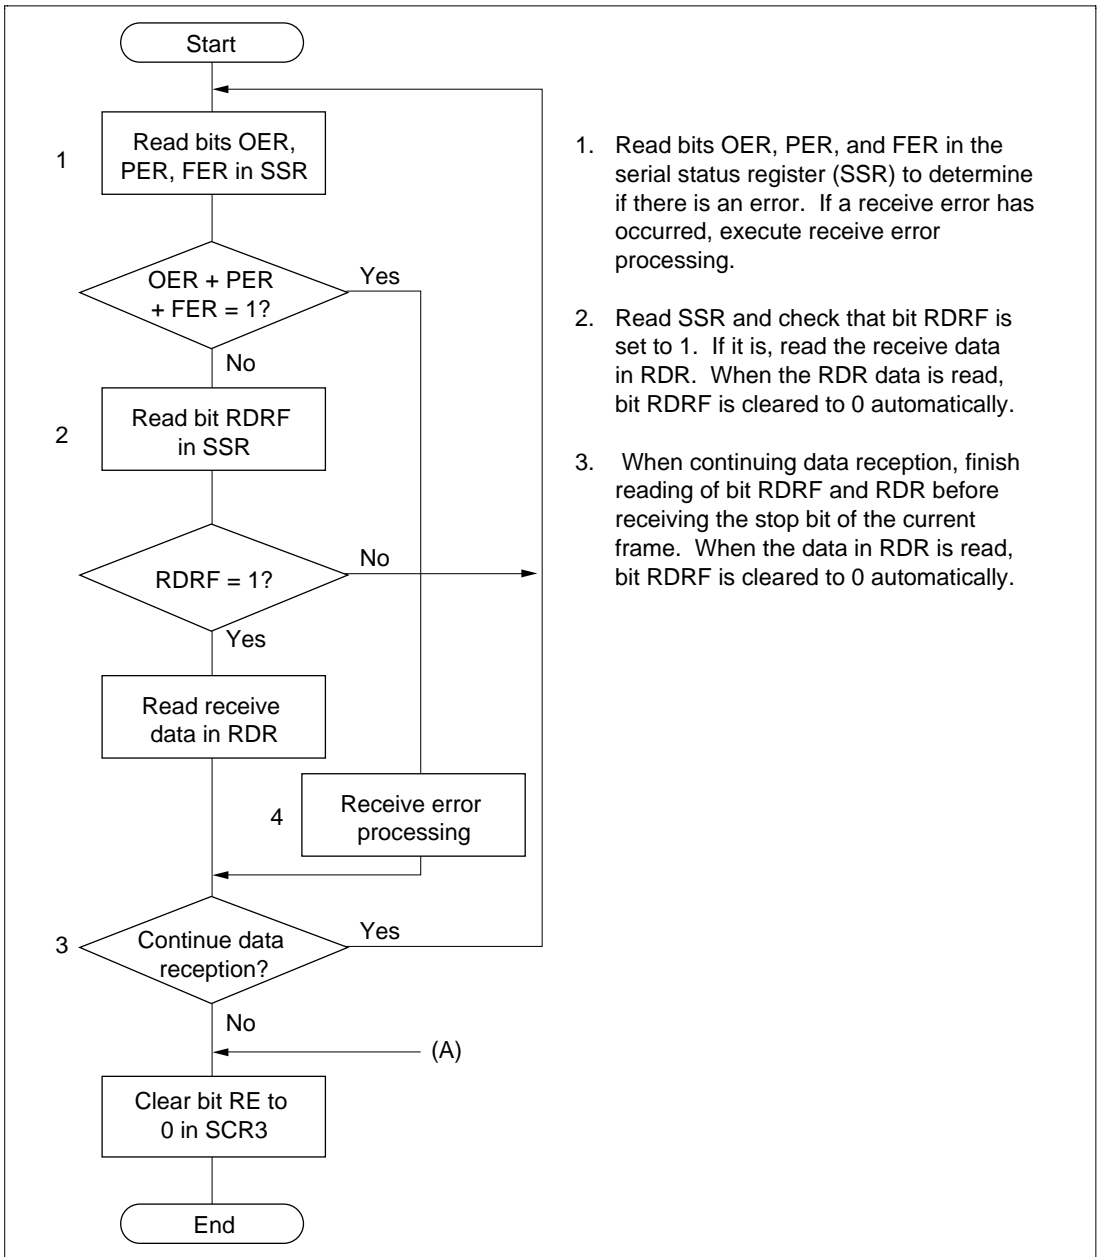 Start
1
Read bits OER,
PER, FER in SSR
OER + PER
+ FER = 1?
Yes
No
2
Read bit RDRF
in SSR
RDRF = 1?
No
Yes
Read receive
data in RDR
4
Receive error
processing
3
Continue data
reception?
Yes
No
(A)
Clear bit RE to
0 in SCR3
End
1. Read bits OER, PER, and FER in the
serial status register (SSR) to determine
if there is an error. If a receive error has
occurred, execute receive error
processing.
2. Read SSR and check that bit RDRF is
set to 1. If it is, read the receive data
in RDR. When the RDR data is read,
bit RDRF is cleared to 0 automatically.
3. When continuing data reception, finish
reading of bit RDRF and RDR before
receiving the stop bit of the current
frame. When the data in RDR is read,
bit RDRF is cleared to 0 automatically.